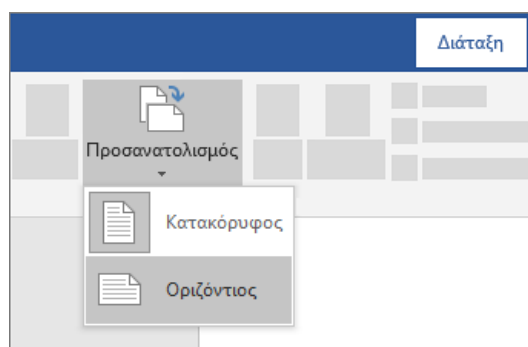 Διάταξη
Προσανατολισμός
Κατακόρυφος
Οριζόντιος